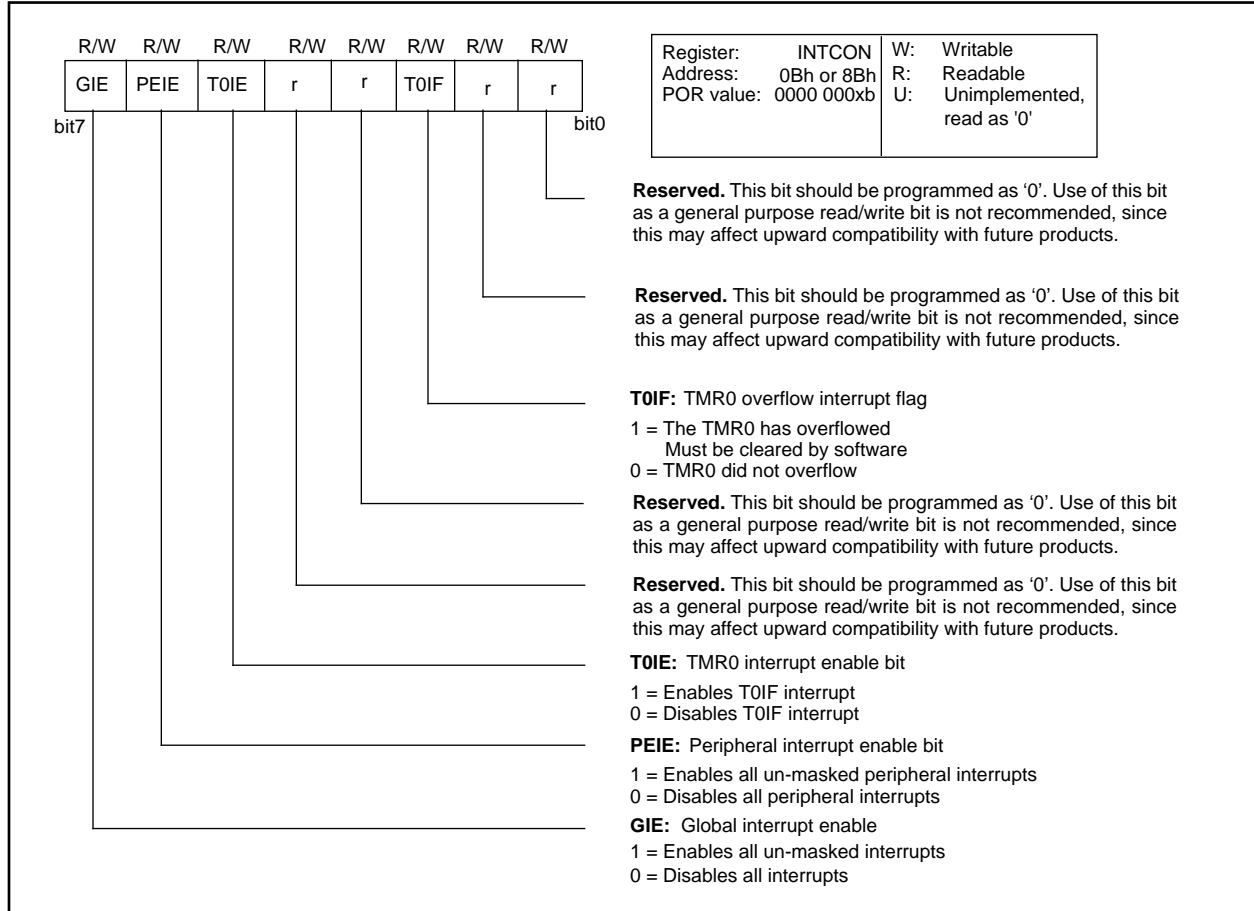 R/W R/W R/W R/W R/W R/W R/W R/W
GIE PEIE T0IE r r T0IF r r
bit7 bit0
Register: INTCON
Address: 0Bh or 8Bh
POR value: 0000 000xb
W: Writable
R: Readable
U: Unimplemented,
read as '0'
Reserved. This bit should be programmed as ‘0’. Use of this bit
as a general purpose read/write bit is not recommended, since
this may affect upward compatibility with future products.
Reserved. This bit should be programmed as ‘0’. Use of this bit
as a general purpose read/write bit is not recommended, since
this may affect upward compatibility with future products.
T0IF: TMR0 overflow interrupt flag
1 = The TMR0 has overflowed
Must be cleared by software
0 = TMR0 did not overflow
Reserved. This bit should be programmed as ‘0’. Use of this bit
as a general purpose read/write bit is not recommended, since
this may affect upward compatibility with future products.
Reserved. This bit should be programmed as ‘0’. Use of this bit
as a general purpose read/write bit is not recommended, since
this may affect upward compatibility with future products.
T0IE: TMR0 interrupt enable bit
1 = Enables T0IF interrupt
0 = Disables T0IF interrupt
PEIE: Peripheral interrupt enable bit
1 = Enables all un-masked peripheral interrupts
0 = Disables all peripheral interrupts
GIE: Global interrupt enable
1 = Enables all un-masked interrupts
0 = Disables all interrupts